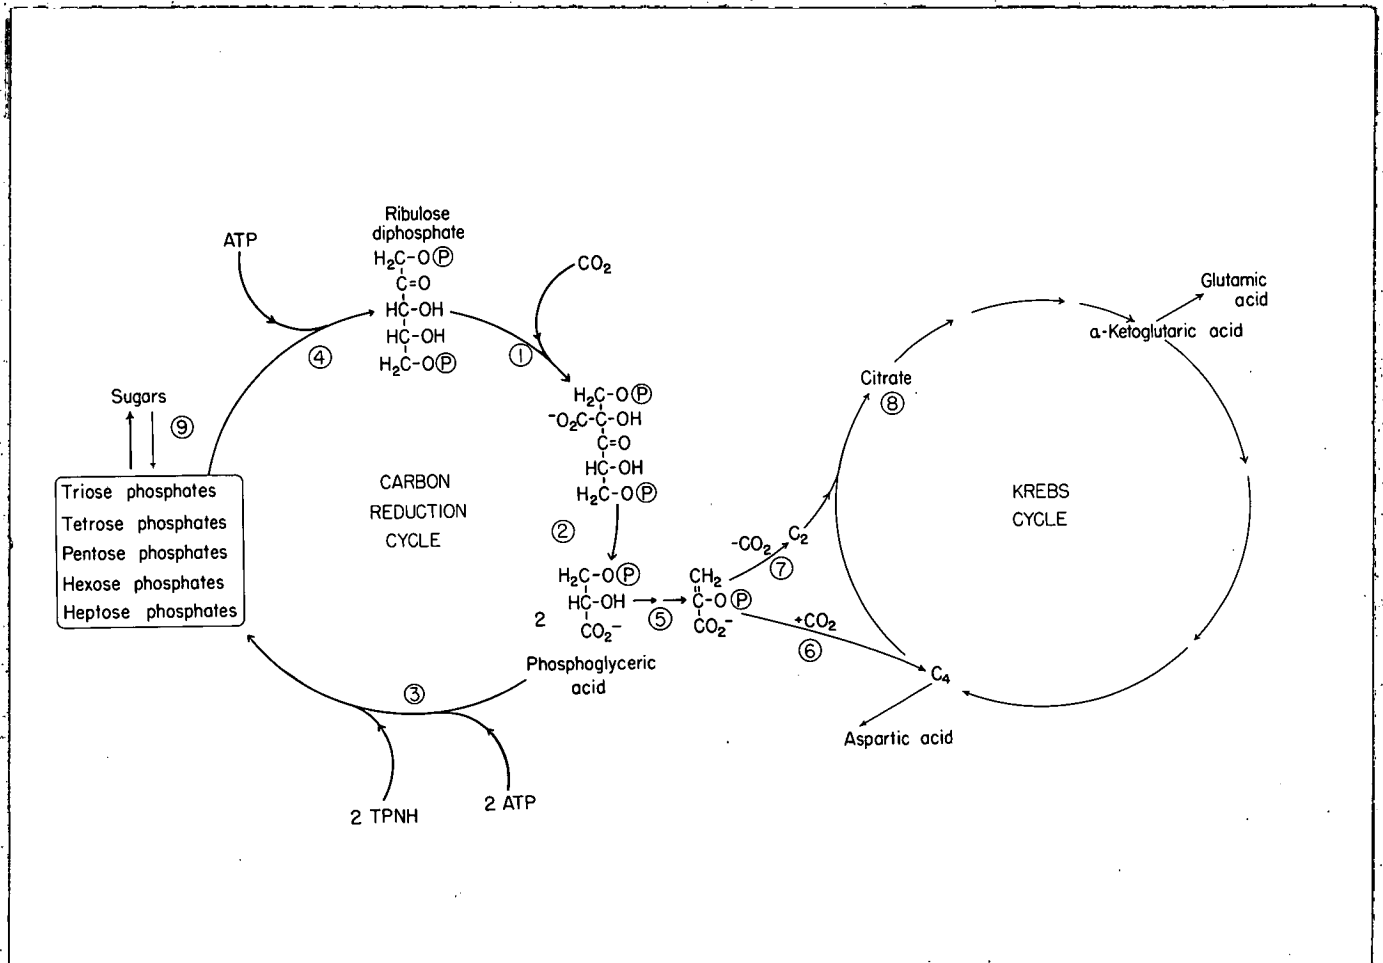 Ribulose
diphosphate
H₂C-OⓅ
C=O
HC-OH
HC-OH
H₂C-OⓅ
ATP
④
CO₂
①
Sugars
⑨
Triose phosphates
Tetrose phosphates
Pentose phosphates
Hexose phosphates
Heptose phosphates
CARBON
REDUCTION
CYCLE
H₂C-OⓅ
⁻O₂C-C-OH
C=O
HC-OH
H₂C-OⓅ
②
H₂C-OⓅ
2 HC-OH
CO₂⁻
Phosphoglyceric
acid
③
2 TPNH
2 ATP
⑤
CH₂
C-OⓅ
CO₂⁻
-CO₂
⑦
C₂
+CO₂
⑥
C₄
Aspartic acid
Citrate
⑧
KREBS
CYCLE
α-Ketoglutaric acid
Glutamic
acid